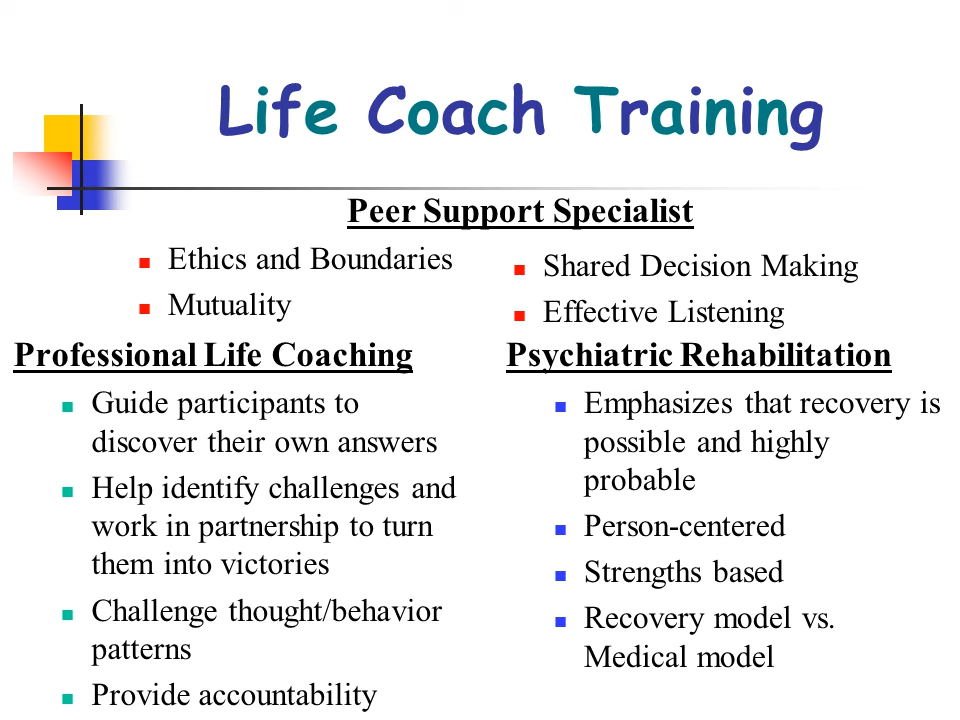 Life Coach Training
Peer Support Specialist
Ethics and Boundaries
Mutuality
Shared Decision Making
Effective Listening
Professional Life Coaching
Guide participants to
discover their own answers
Help identify challenges and
work in partnership to turn
them into victories
Challenge thought/behavior
patterns
Provide accountability
Psychiatric Rehabilitation
Emphasizes that recovery is
possible and highly
probable
Person-centered
Strengths based
Recovery model vs.
Medical model